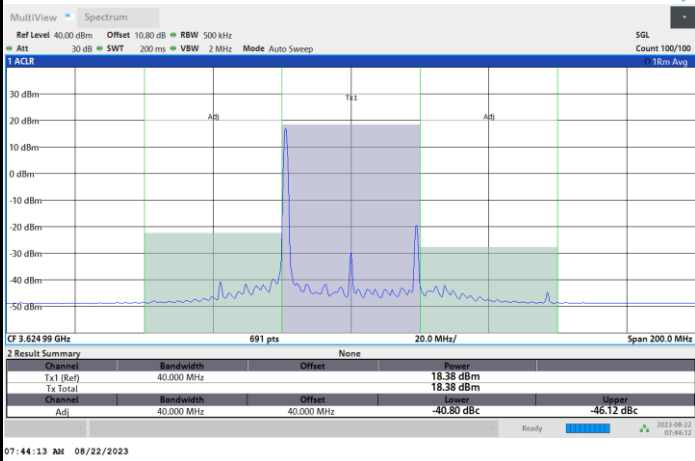 MultiView Spectrum
Ref Level 40.00 dBm Offset 10.80 dB RBW 500 kHz SGL
Att 30 dB SWT 200 ms VBW 2 MHz Mode Auto Sweep Count 100/100
1 ACLR 1Rm Avg
30 dBm
Tx1
20 dBm
Adj Adj
10 dBm
0 dBm
-10 dBm
-20 dBm
-30 dBm
-40 dBm
-50 dBm
CF 3.624 99 GHz 691 pts 20.0 MHz/ Span 200.0 MHz
2 Result Summary None
Channel Bandwidth Offset Power
Tx1 (Ref) 40.000 MHz 18.38 dBm
Tx Total 18.38 dBm
Channel Bandwidth Offset Lower Upper
Adj 40.000 MHz 40.000 MHz -40.80 dBc -46.12 dBc
Ready 2023-08-22
07:44:12
07:44:13 AM 08/22/2023